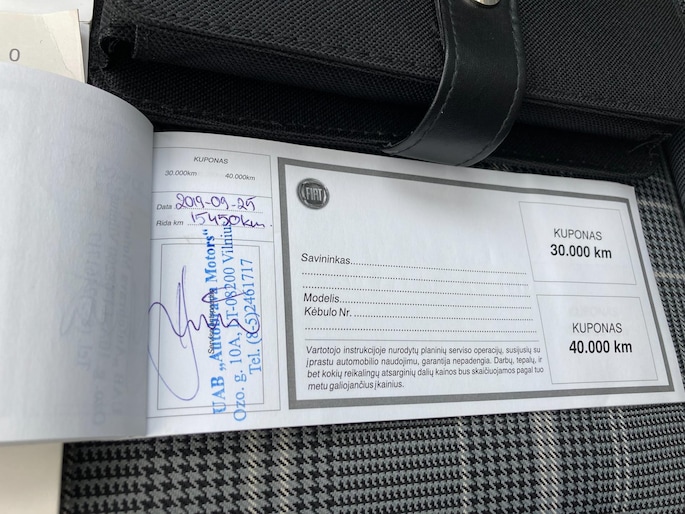 O
KUPONAS
30.000km 40.000km
Data 2019-09-25
Rida km 15450km.
UAB „Autobrava Motors“
Ozo. g. 10A, LT-08200 Vilnius
Tel. (8-5)2461717
FIAT
Savininkas
Modelis
Kėbulo Nr.
KUPONAS
30.000 km
KUPONAS
40.000 km
Vartotojo instrukcijoje nurodytų planinių serviso operacijų, susijusių su
įprastu automobilio naudojimu, garantija nepadengia. Darbų, tepalų, ir
bet kokių reikalingų atsarginių dalių kainos bus skaičiuojamos pagal tuo
metu galiojančius įkainius.